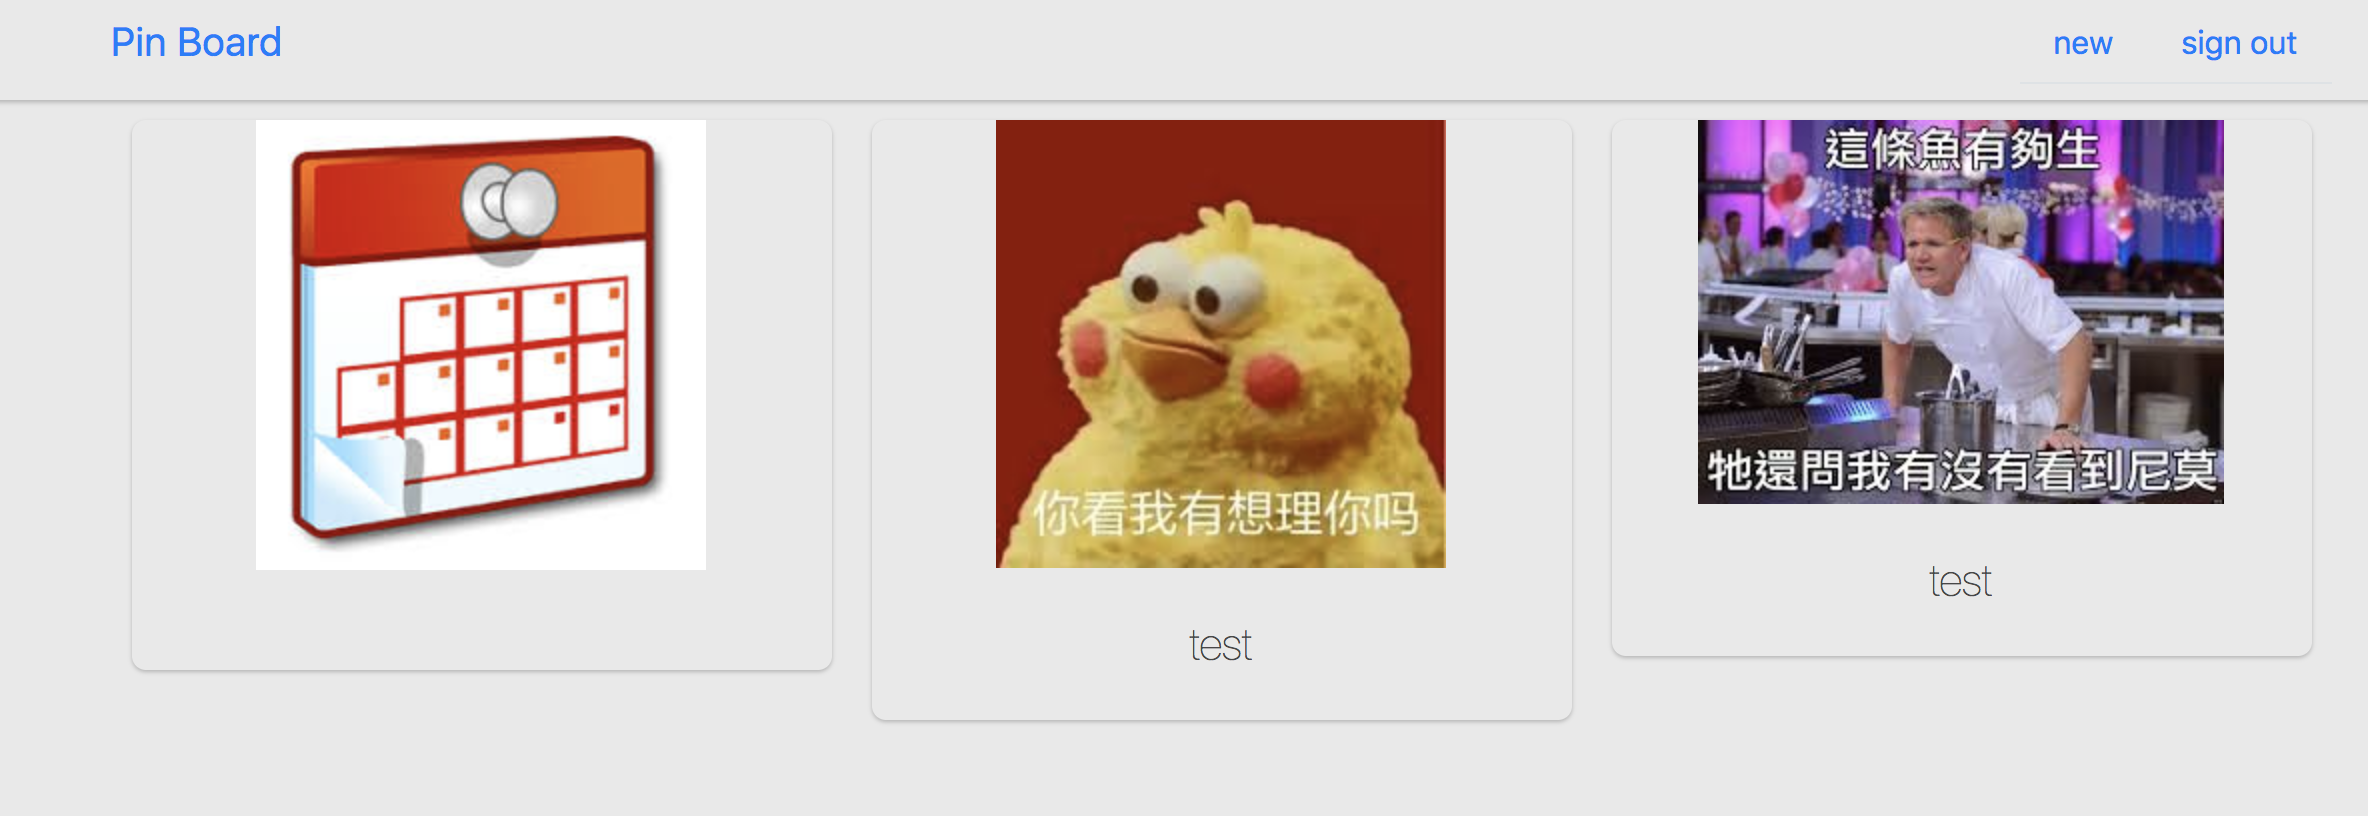 Pin Board
new
sign out
你看我有想理你吗
test
這條魚有夠生
牠還問我有沒有看到尼莫
test